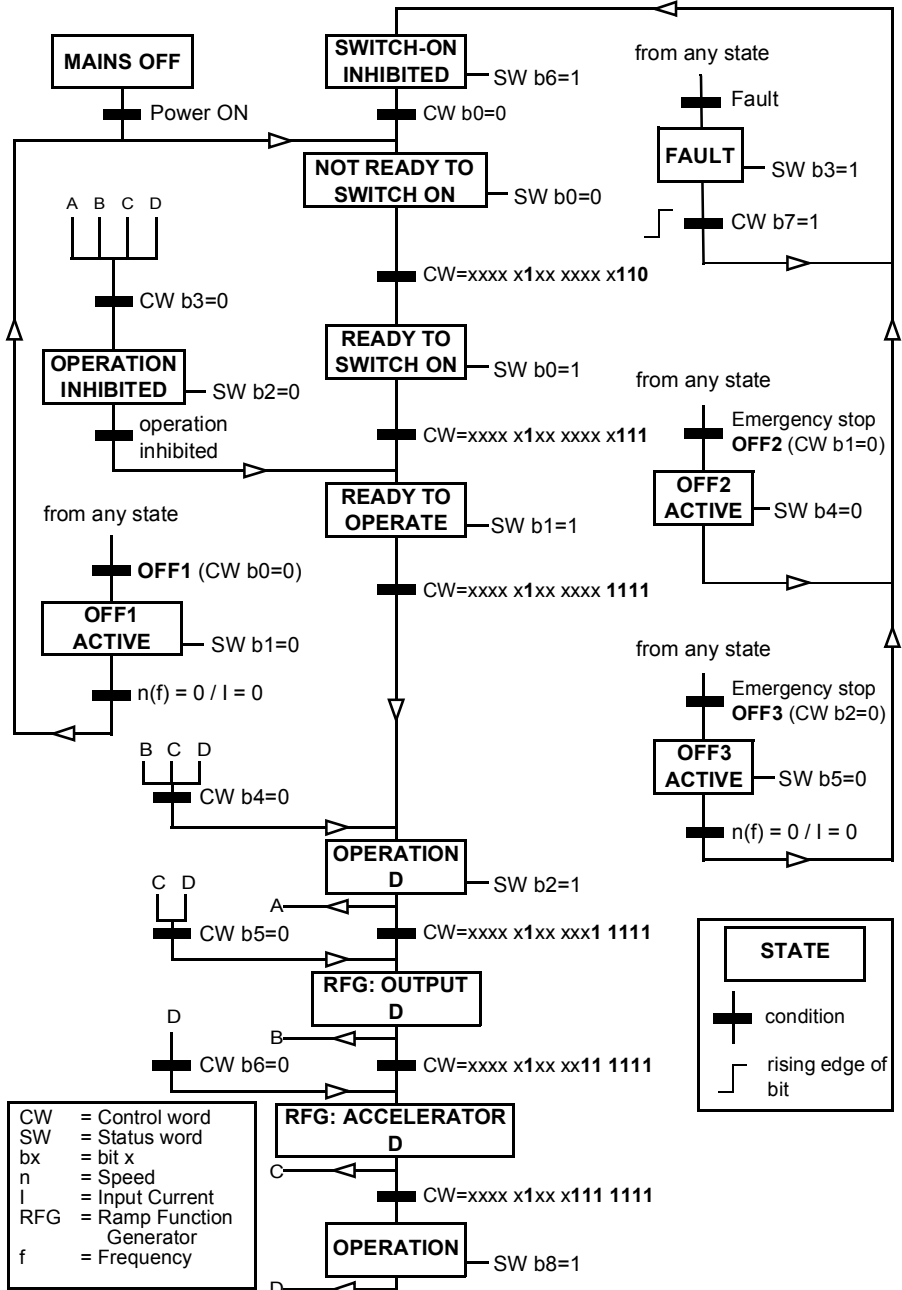 MAINS OFF
Power ON
SWITCH-ON
INHIBITED
SW b6=1
CW b0=0
from any state
Fault
FAULT
SW b3=1
CW b7=1
NOT READY TO
SWITCH ON
SW b0=0
A B C D
CW b3=0
CW=xxxx x1xx xxxx x110
OPERATION
INHIBITED
SW b2=0
operation
inhibited
READY TO
SWITCH ON
SW b0=1
CW=xxxx x1xx xxxx x111
from any state
Emergency stop
OFF2 (CW b1=0)
OFF2
ACTIVE
SW b4=0
READY TO
OPERATE
SW b1=1
from any state
OFF1 (CW b0=0)
CW=xxxx x1xx xxxx 1111
OFF1
ACTIVE
SW b1=0
n(f) = 0 / I = 0
from any state
Emergency stop
OFF3 (CW b2=0)
OFF3
ACTIVE
SW b5=0
n(f) = 0 / I = 0
B C D
CW b4=0
OPERATION
D
SW b2=1
A
C D
CW b5=0
CW=xxxx x1xx xxx1 1111
RFG: OUTPUT
D
B
D
CW b6=0
CW=xxxx x1xx xx11 1111
RFG: ACCELERATOR
D
C
CW=xxxx x1xx x111 1111
OPERATION
SW b8=1
D
STATE
condition
rising edge of
bit
CW = Control word
SW = Status word
bx = bit x
n = Speed
I = Input Current
RFG = Ramp Function
Generator
f = Frequency